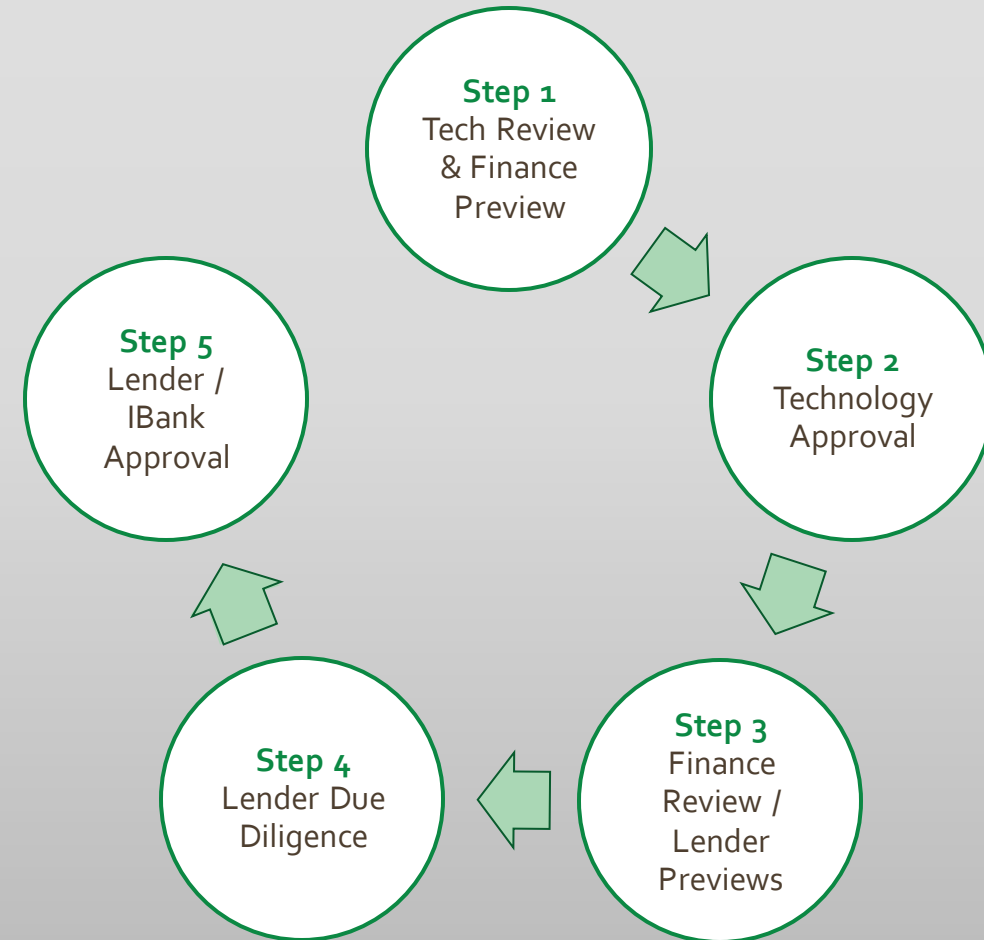 Step 1
Tech Review
& Finance
Preview
Step 2
Technology
Approval
Step 3
Finance
Review /
Lender
Previews
Step 4
Lender Due
Diligence
Step 5
Lender /
IBank
Approval